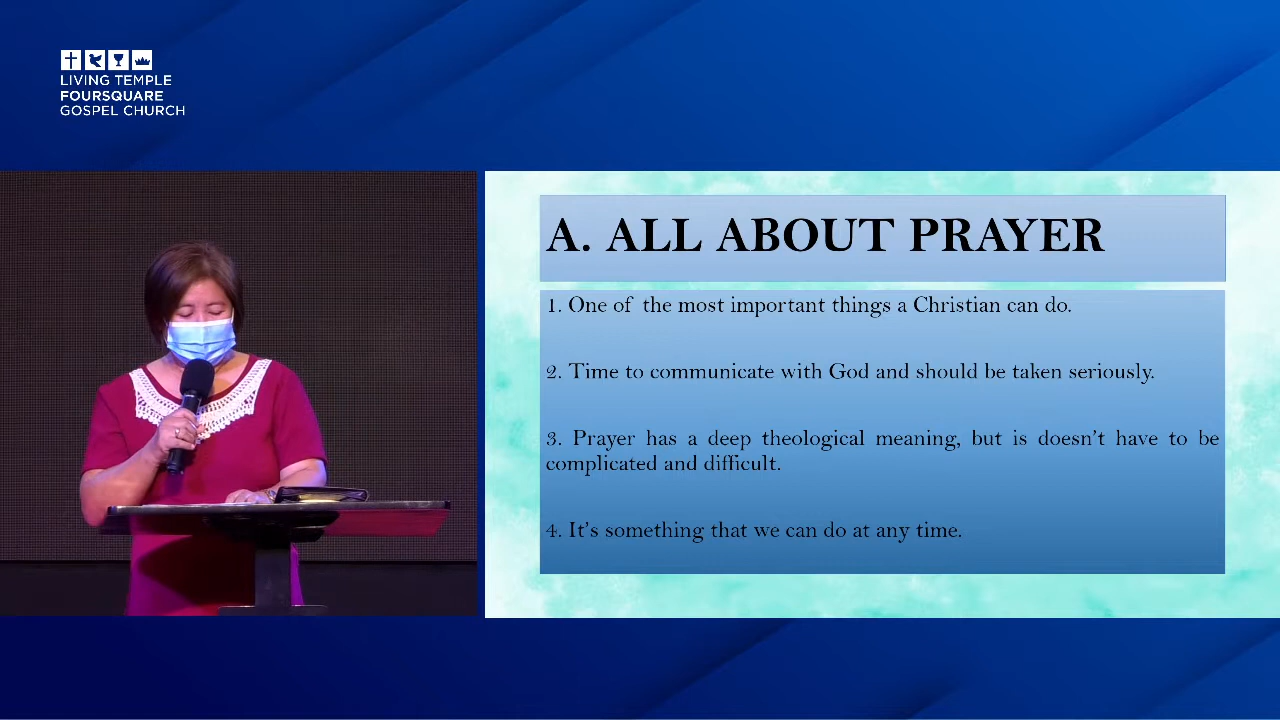 LIVING TEMPLE
FOURSQUARE
GOSPEL CHURCH
A. ALL ABOUT PRAYER
1. One of the most important things a Christian can do.
2. Time to communicate with God and should be taken seriously.
3. Prayer has a deep theological meaning, but is doesn't have to be
complicated and difficult.
4. It's something that we can do at any time.